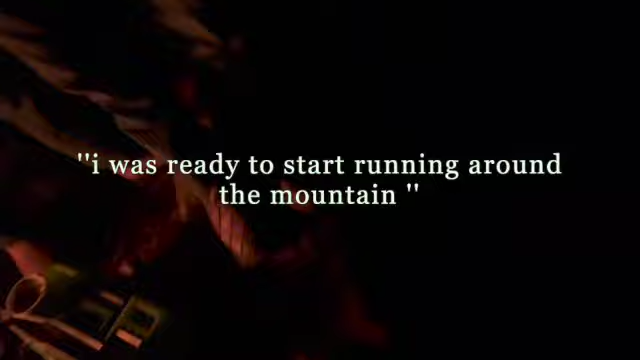 ''i was ready to start running around
the mountain ''